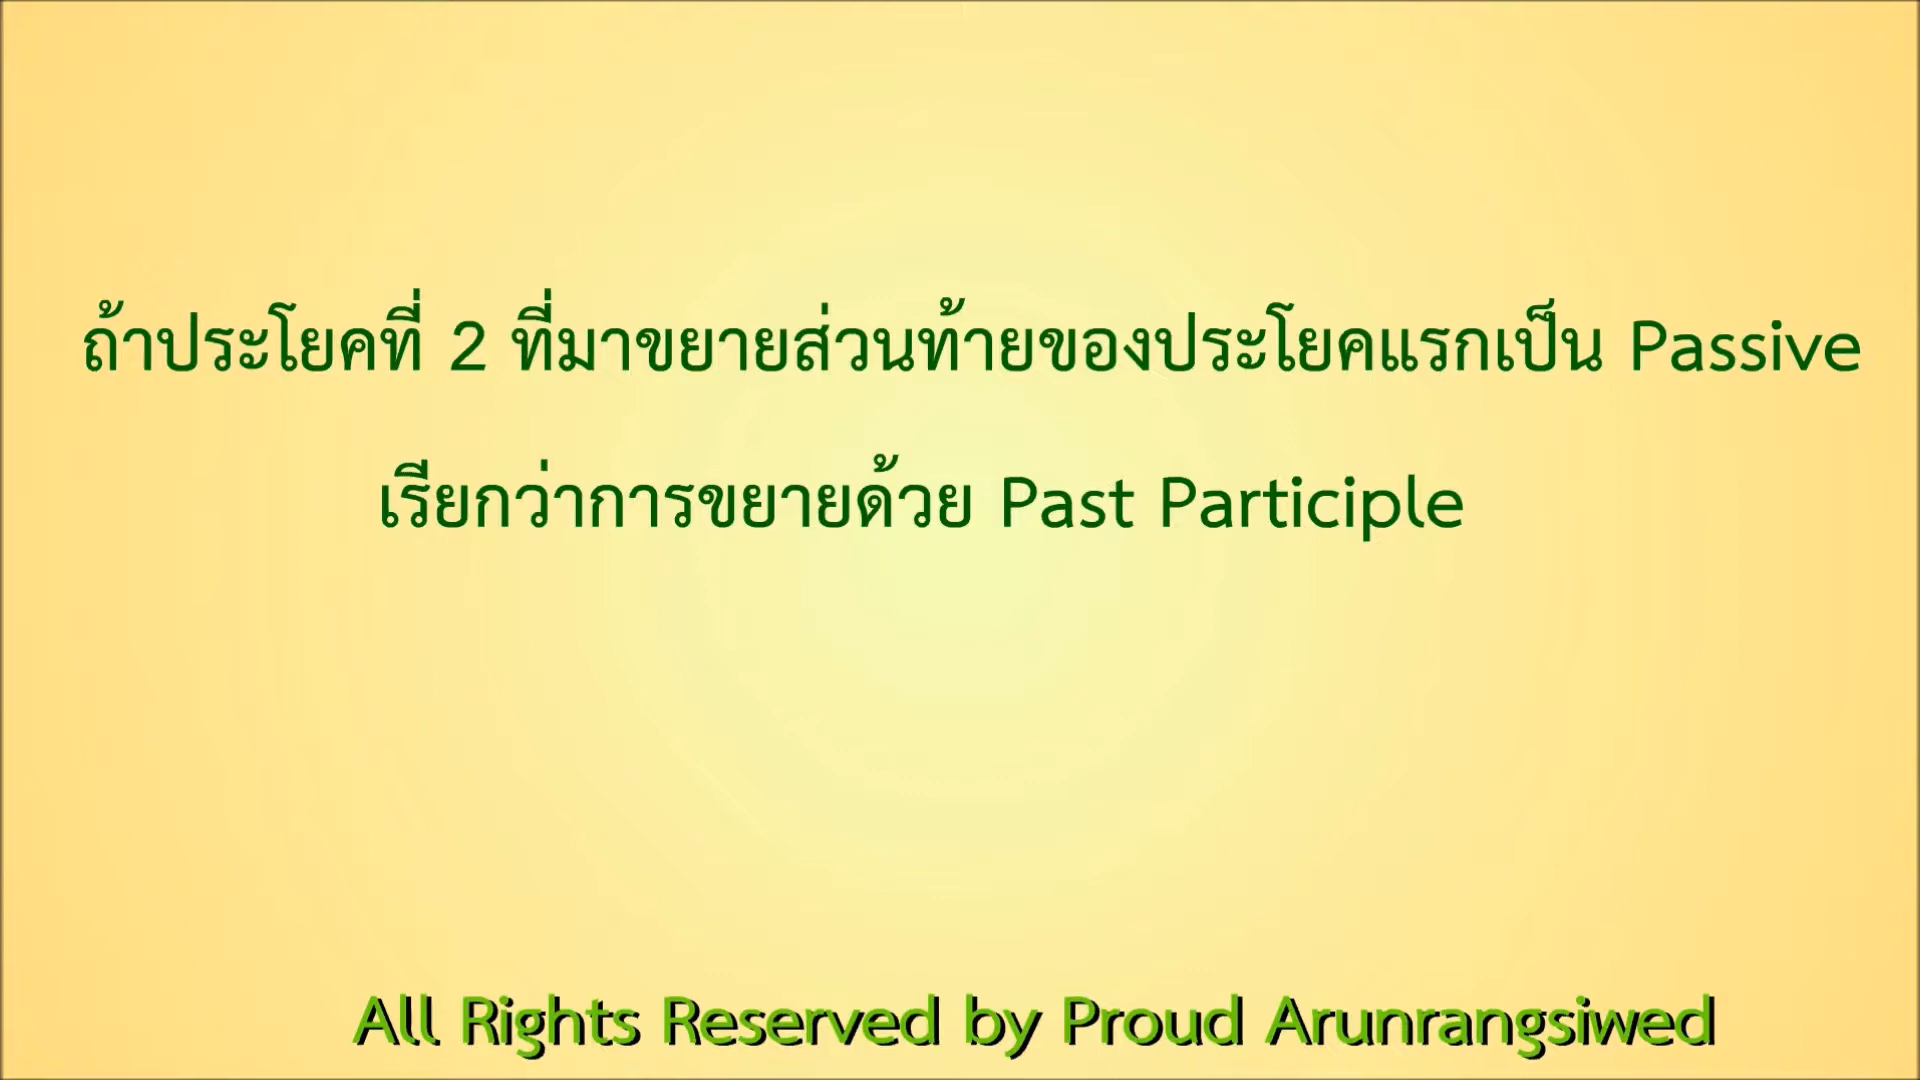 ถ้าประโยคที่ 2 ที่มาขยายส่วนท้ายของประโยคแรกเป็น Passive
เรียกว่าการขยายด้วย Past Participle
All Rights Reserved by Proud Arunrangsiwed